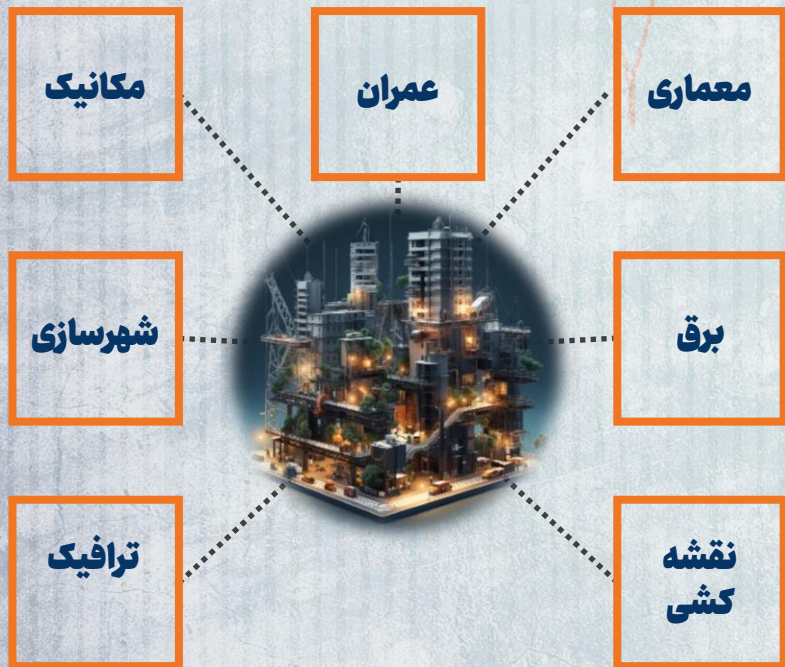 معماری
عمران
مکانیک
برق
شهرسازی
نقشه
کشی
ترافیک